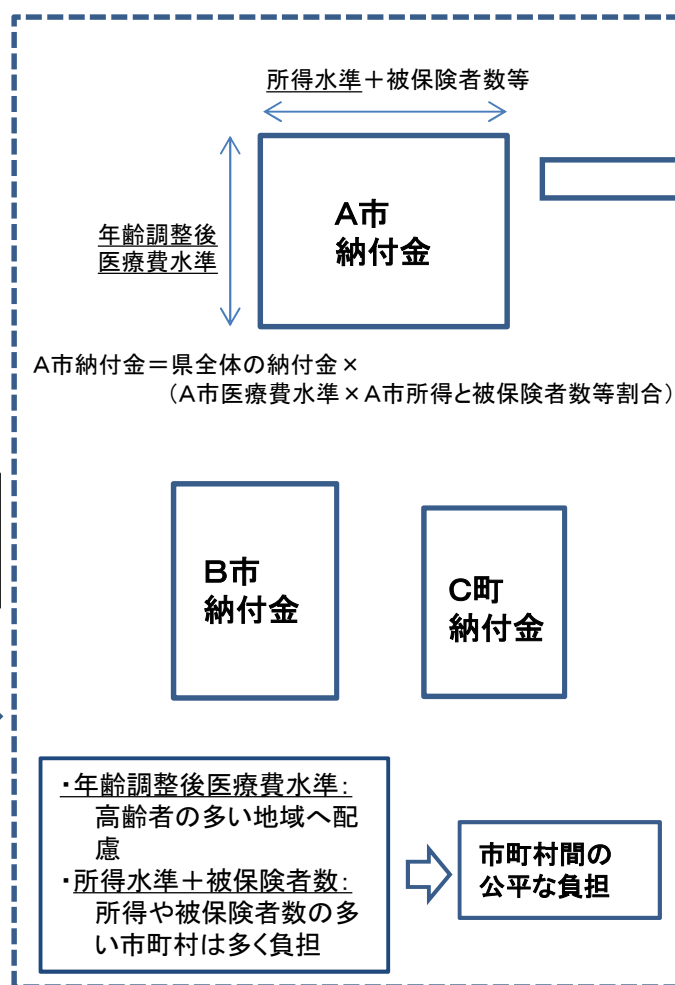 所得水準＋被保険者数等
年齢調整後
医療費水準
A市
納付金
A市納付金＝県全体の納付金×
（A市医療費水準×A市所得と被保険者数等割合）
B市
納付金
C町
納付金
・年齢調整後医療費水準：
高齢者の多い地域へ配
慮
・所得水準＋被保険者数：
所得や被保険者数の多
い市町村は多く負担
市町村間の
公平な負担